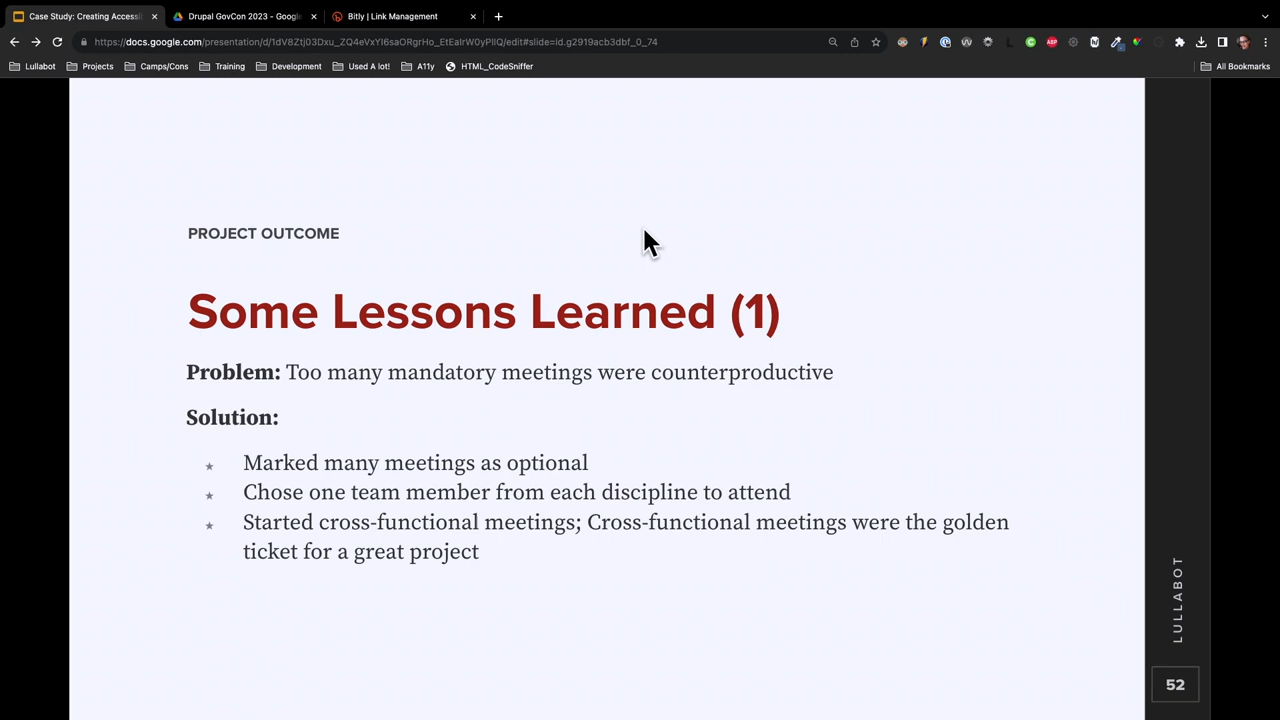 Case Study: Creating Accessi
Drupal GovCon 2023 - Google
Bitly | Link Management
https://docs.google.com/presentation/d/1dV8Ztj03Dxu_ZQ4eVxYl6saORgrHo_EtEalrW0yPllQ/edit#slide=id.g2919acb3dbf_0_74
Lullabot
Projects
Camps/Cons
Training
Development
Used A lot!
A11y
HTML_CodeSniffer
All Bookmarks
PROJECT OUTCOME
Some Lessons Learned (1)
Problem: Too many mandatory meetings were counterproductive
Solution:
Marked many meetings as optional
Chose one team member from each discipline to attend
Started cross-functional meetings; Cross-functional meetings were the golden
ticket for a great project
LULLABOT
52